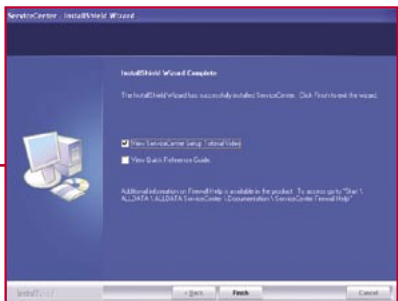 ServiceCenter - InstallShield Wizard
InstallShield Wizard Complete
The InstallShield Wizard has successfully installed ServiceCenter. Click Finish to exit the wizard.
View ServiceCenter Setup Tutorial Video
View Quick Reference Guide.
Additional information on Firewall Help is available in the product. To access go to "Start \
ALLDATA \ ALLDATA ServiceCenter \ Documentation \ ServiceCenter Firewall Help"
InstallShield
< Back
Finish
Cancel